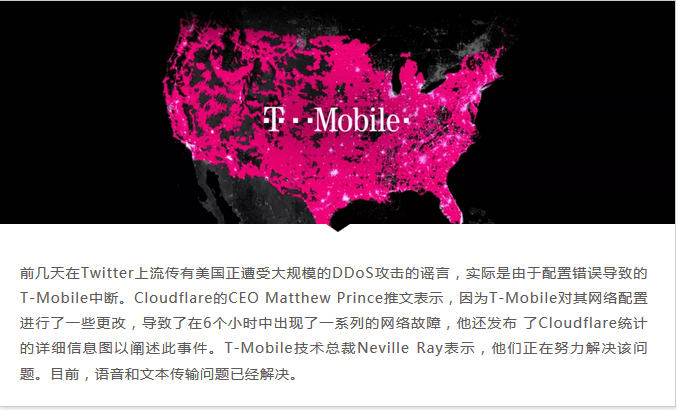 T··Mobile·
前几天在Twitter上流传有美国正遭受大规模的DDoS攻击的谣言，实际是由于配置错误导致的
T-Mobile中断。Cloudflare的CEO Matthew Prince推文表示，因为T-Mobile对其网络配置
进行了一些更改，导致了在6个小时中出现了一系列的网络故障，他还发布 了Cloudflare统计
的详细信息图以阐述此事件。T-Mobile技术总裁Neville Ray表示，他们正在努力解决该问
题。目前，语音和文本传输问题已经解决。